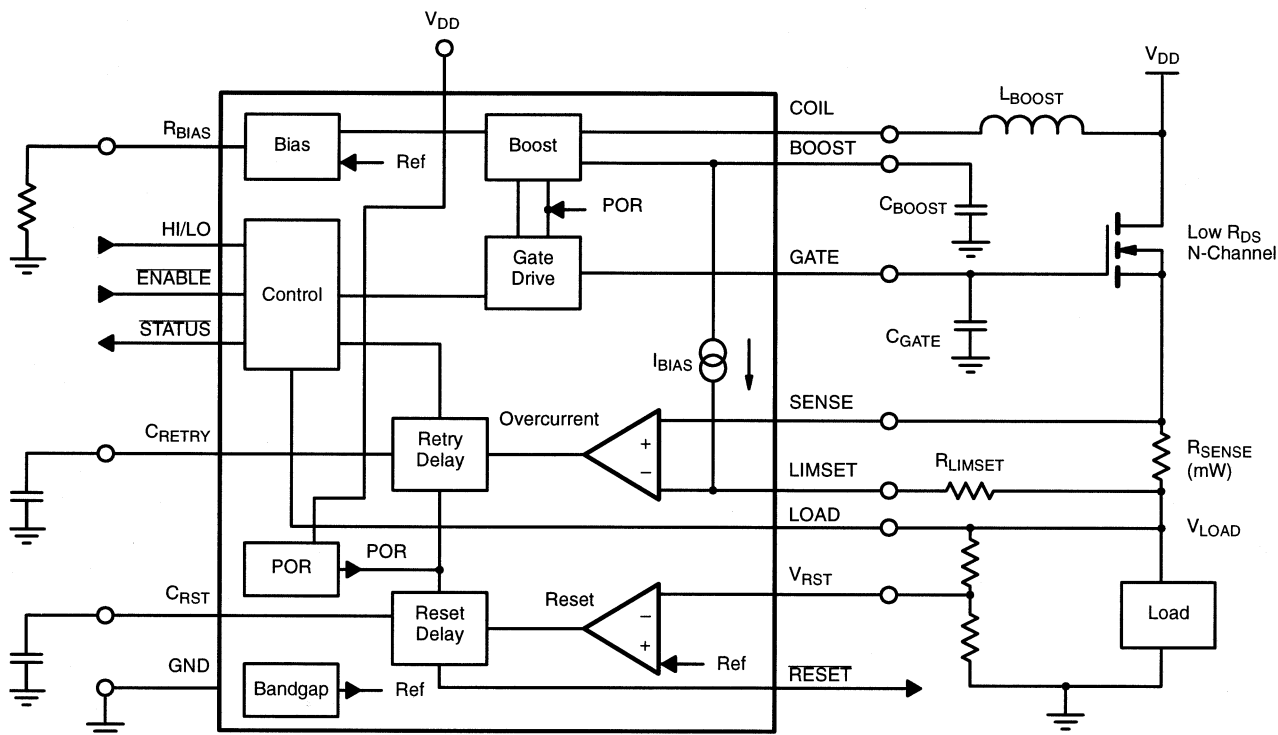 VDD
VDD
COIL
LBOOST
RBIAS
Bias
Boost
BOOST
Ref
POR
CBOOST
HI/LO
GATE
Low RDS
N-Channel
Gate
Drive
ENABLE
Control
STATUS
CGATE
IBIAS
SENSE
Overcurrent
CRETRY
Retry
Delay
+
−
RSENSE
(mW)
LIMSET
RLIMSET
LOAD
VLOAD
POR
POR
VRST
CRST
Reset
Reset
Delay
−
+
Load
GND
Ref
RESET
Bandgap
Ref